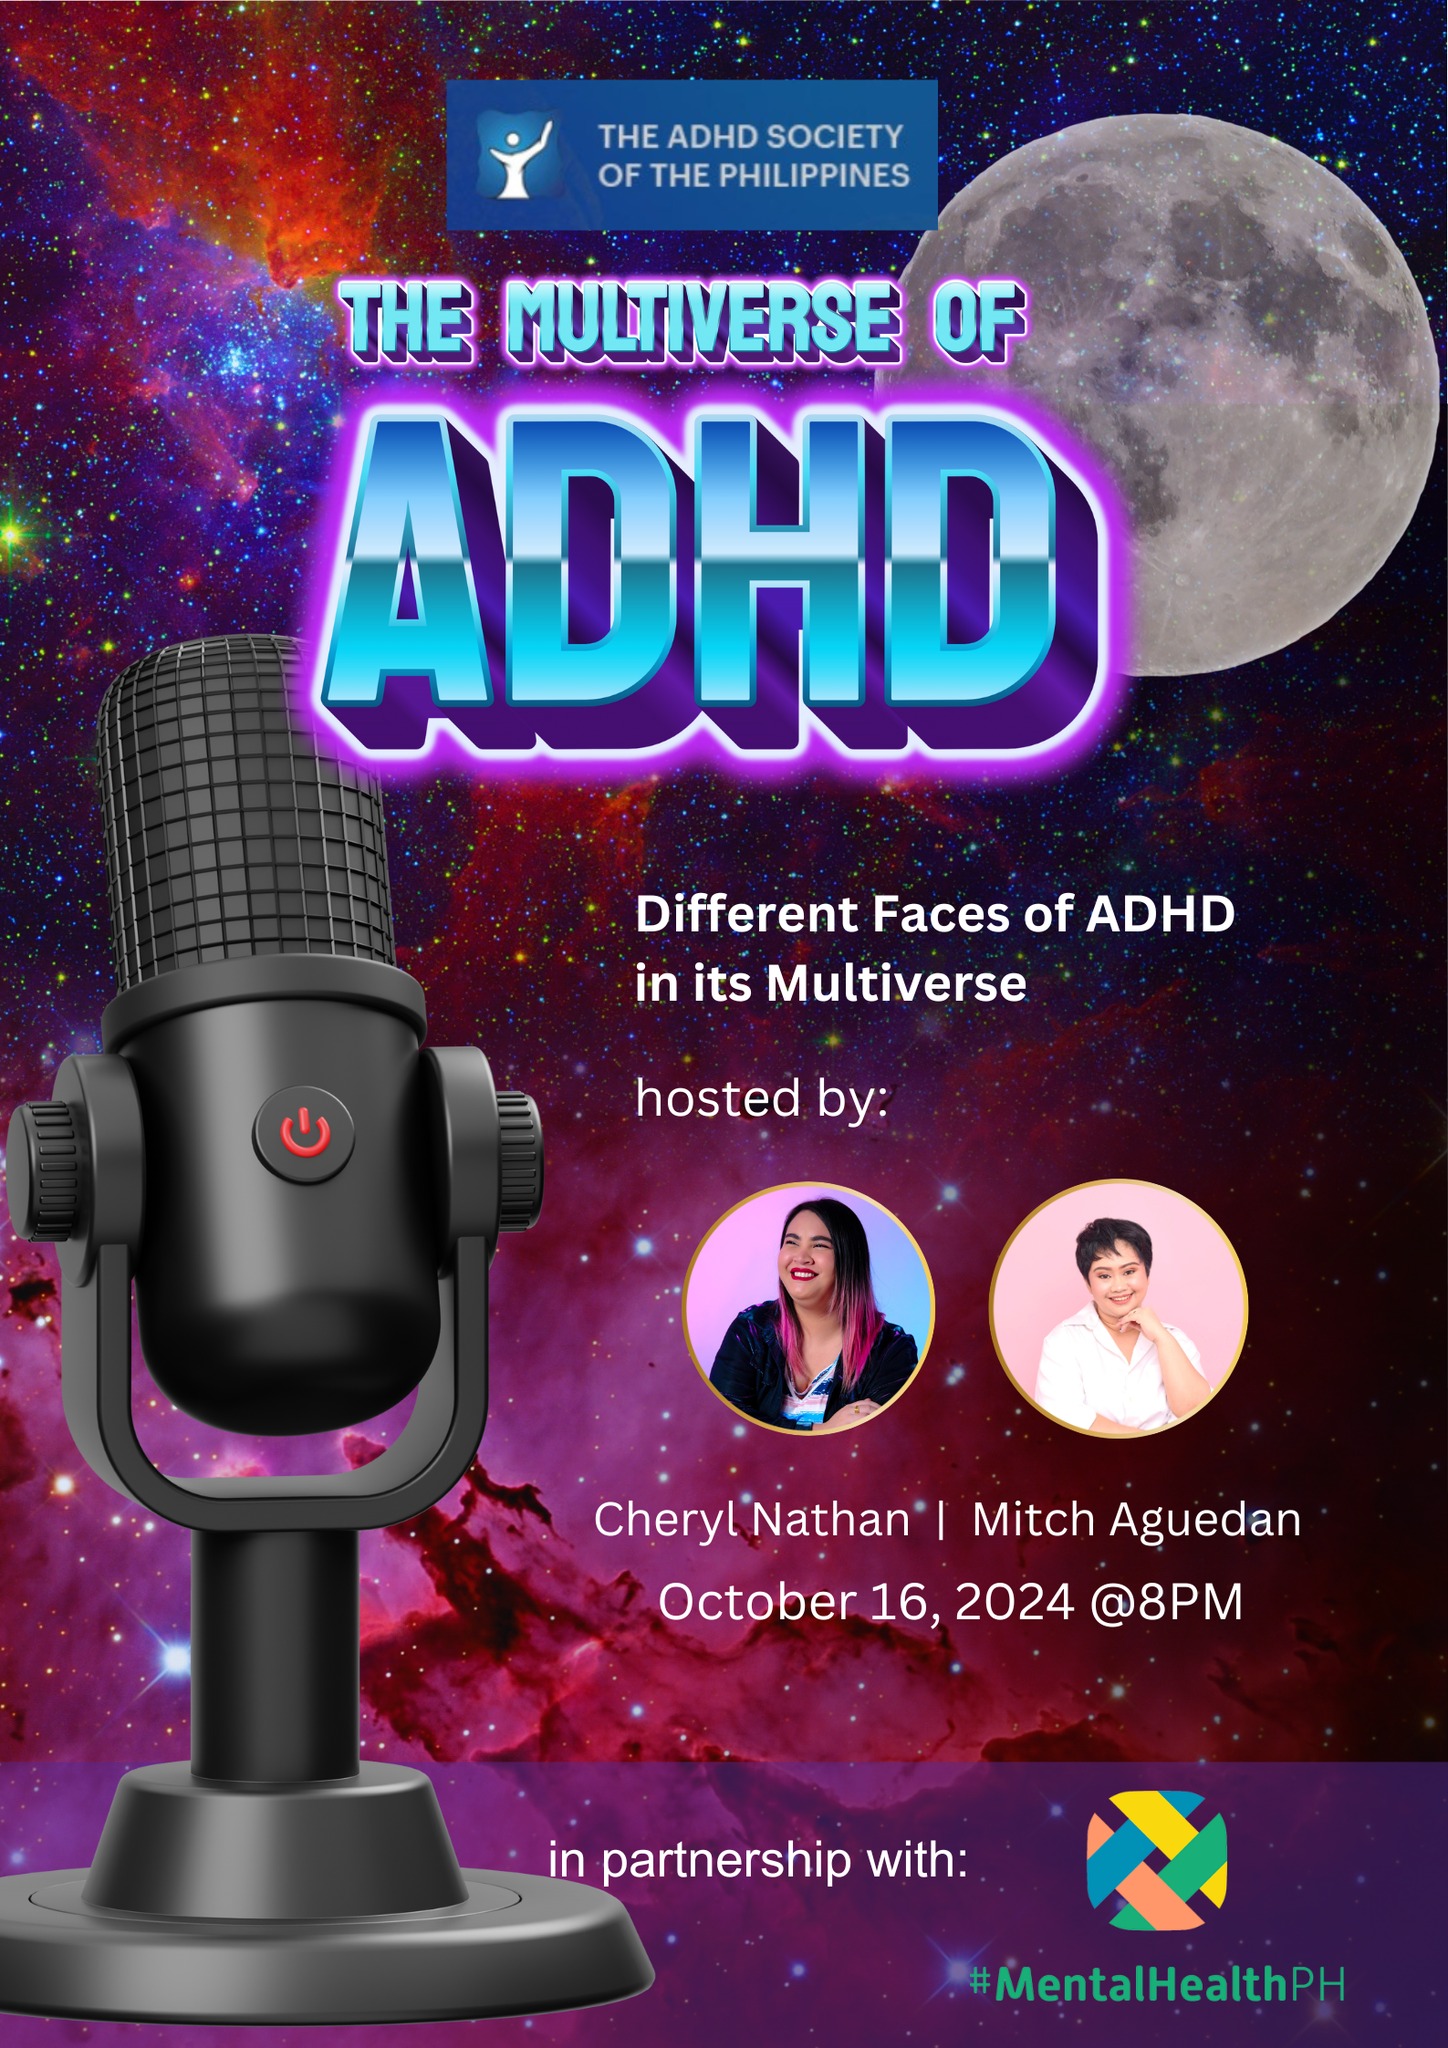 THE ADHD SOCIETY
OF THE PHILIPPINES
THE MULTIVERSE OF
ADHD
Different Faces of ADHD
in its Multiverse
hosted by:
Cheryl Nathan | Mitch Aguedan
October 16, 2024 @8PM
in partnership with:
#MentalHealthPH